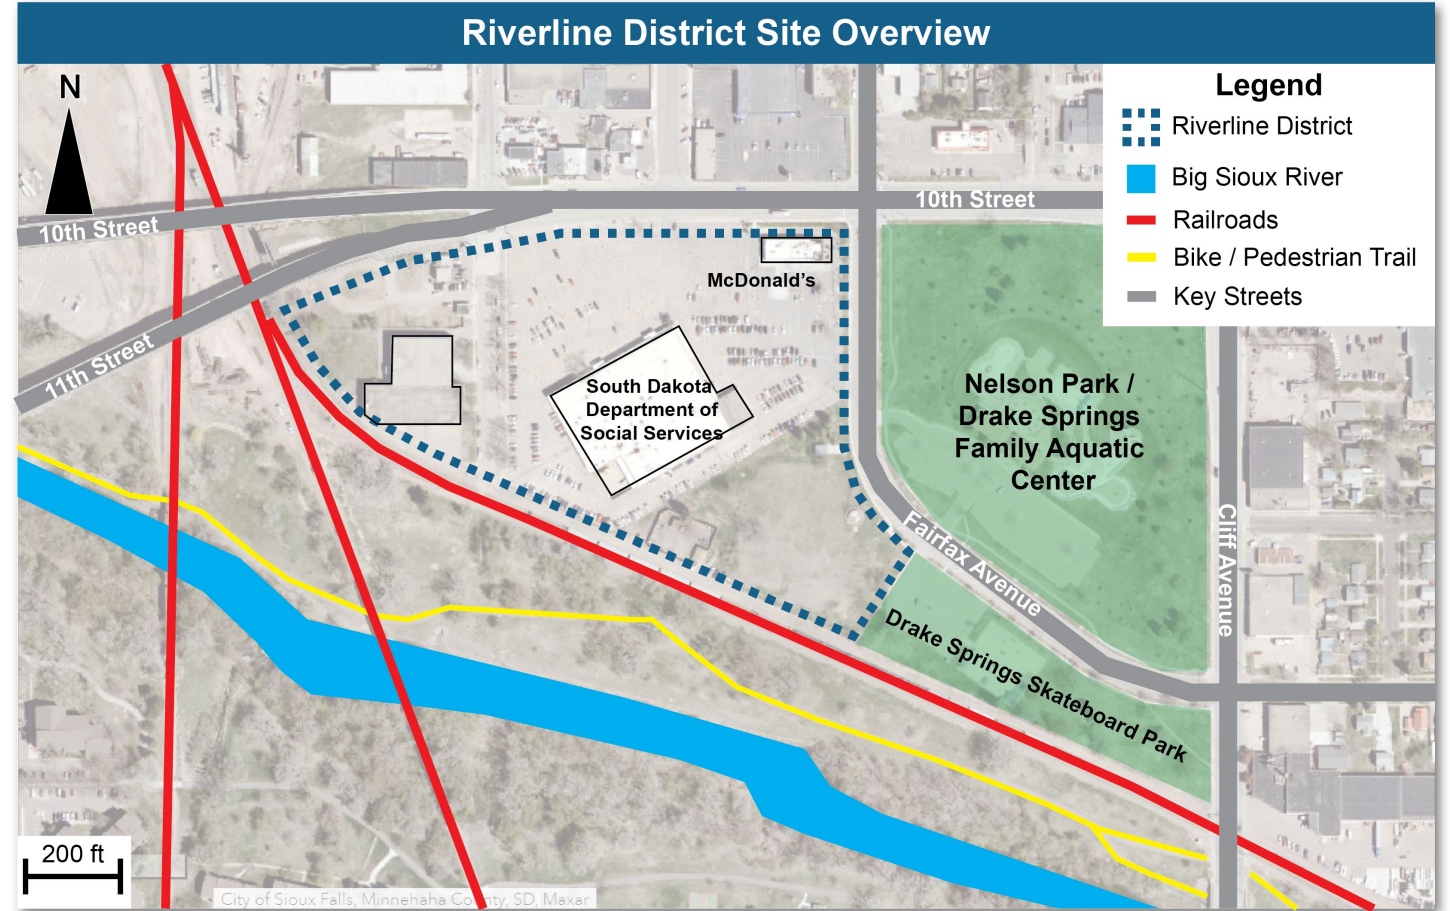 Riverline District Site Overview
N
Legend
Riverline District
Big Sioux River
Railroads
Bike / Pedestrian Trail
Key Streets
10th Street
10th Street
11th Street
McDonald's
South Dakota
Department of
Social Services
Nelson Park /
Drake Springs
Family Aquatic
Center
Fairfax Avenue
Cliff Avenue
Drake Springs Skateboard Park
200 ft
City of Sioux Falls, Minnehaha County, SD, Maxar